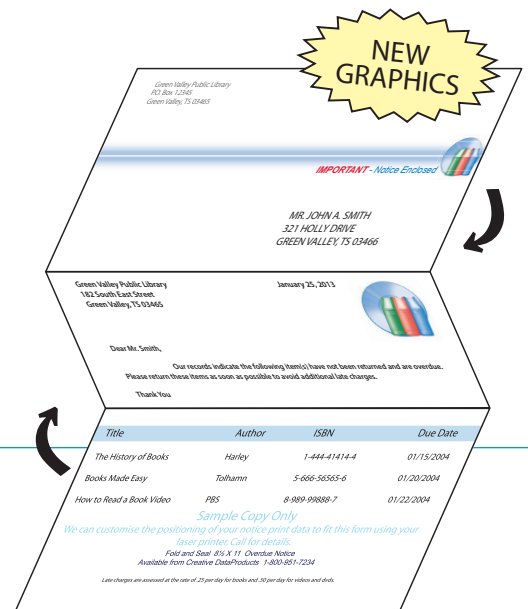 NEW
GRAPHICS
Green Valley Public Library
P.O. Box 12345
Green Valley, TS 03465
IMPORTANT - Notice Enclosed
MR. JOHN A. SMITH
321 HOLLY DRIVE
GREEN VALLEY, TS 03466
Green Valley Public Library January 25, 2013
182 South East Street
Green Valley, TS 03465
Dear Mr. Smith,
Our records indicate the following item(s) have not been returned and are overdue.
Please return these items as soon as possible to avoid additional late charges.
Thank You
Title Author ISBN Due Date
The History of Books Harley 1-444-41414-4 01/15/2004
Books Made Easy Tolhamn 5-666-56565-6 01/20/2004
How to Read a Book Video PBS 8-989-99888-7 01/22/2004
Sample Copy Only
We can customise the positioning of your notice print data to fit this form using your
laser printer. Call for details.
Fold and Seal 8½ X 11 Overdue Notice
Available from Creative DataProducts 1-800-951-7234
Late charges are assessed at the rate of .25 per day for books and .50 per day for videos and dvds.